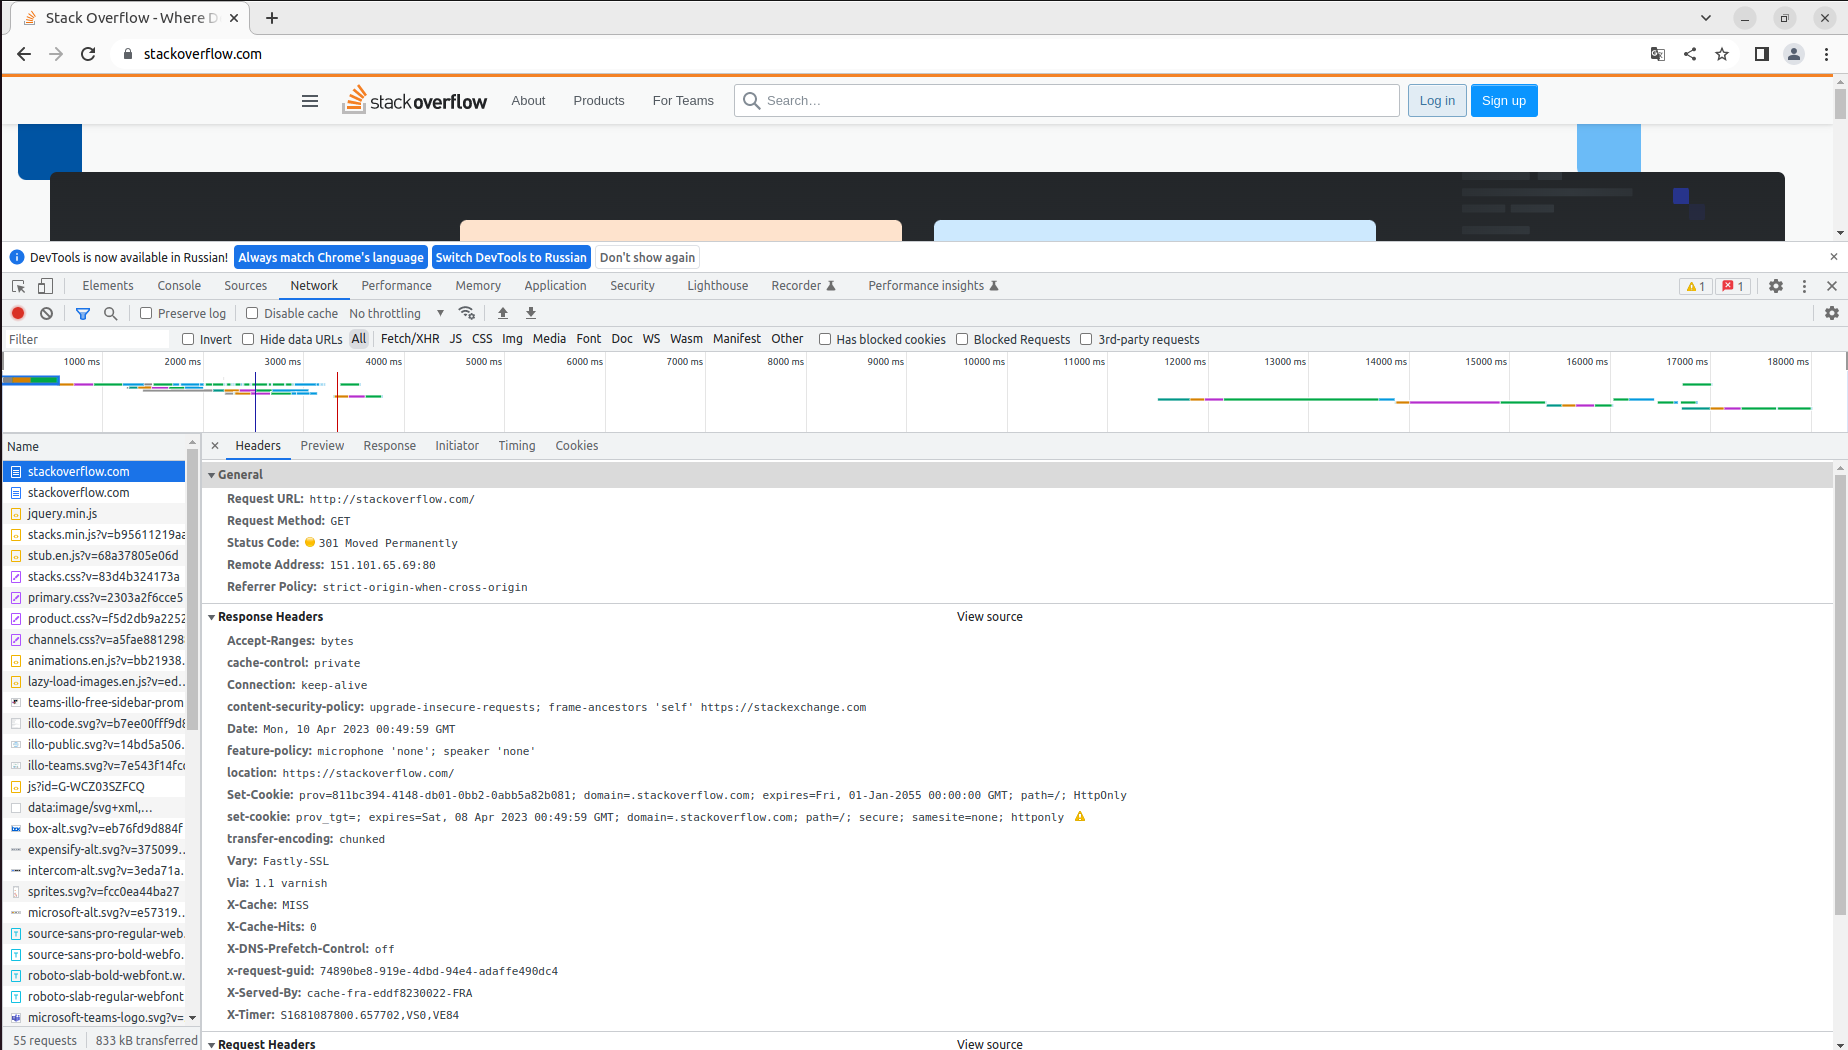 Stack Overflow - Where D
stackoverflow.com
stackoverflow About Products For Teams Search… Log in Sign up
DevTools is now available in Russian! Always match Chrome's language Switch DevTools to Russian Don't show again
Elements Console Sources Network Performance Memory Application Security Lighthouse Recorder Performance insights 1 1
Preserve log Disable cache No throttling
Filter Invert Hide data URLs All Fetch/XHR JS CSS Img Media Font Doc WS Wasm Manifest Other Has blocked cookies Blocked Requests 3rd-party requests
1000 ms 2000 ms 3000 ms 4000 ms 5000 ms 6000 ms 7000 ms 8000 ms 9000 ms 10000 ms 11000 ms 12000 ms 13000 ms 14000 ms 15000 ms 16000 ms 17000 ms 18000 ms
Name
stackoverflow.com
stackoverflow.com
jquery.min.js
stacks.min.js?v=b95611219aa
stub.en.js?v=68a37805e06d
stacks.css?v=83d4b324173a
primary.css?v=2303a2f6cce5
product.css?v=f5d2db9a2252
channels.css?v=a5fae881298
animations.en.js?v=bb21938…
lazy-load-images.en.js?v=ed…
teams-illo-free-sidebar-prom
illo-code.svg?v=b7ee00fff9d8
illo-public.svg?v=14bd5a506…
illo-teams.svg?v=7e543f14fcc
js?id=G-WCZ03SZFCQ
data:image/svg+xml,…
box-alt.svg?v=eb76fd9d884f
expensify-alt.svg?v=375099…
intercom-alt.svg?v=3eda71a…
sprites.svg?v=fcc0ea44ba27
microsoft-alt.svg?v=e57319…
source-sans-pro-regular-web
source-sans-pro-bold-webfo…
roboto-slab-bold-webfont.w…
roboto-slab-regular-webfont
microsoft-teams-logo.svg?v=
55 requests 833 kB transferred
Headers Preview Response Initiator Timing Cookies
General
Request URL: http://stackoverflow.com/
Request Method: GET
Status Code: 301 Moved Permanently
Remote Address: 151.101.65.69:80
Referrer Policy: strict-origin-when-cross-origin
Response Headers View source
Accept-Ranges: bytes
cache-control: private
Connection: keep-alive
content-security-policy: upgrade-insecure-requests; frame-ancestors 'self' https://stackexchange.com
Date: Mon, 10 Apr 2023 00:49:59 GMT
feature-policy: microphone 'none'; speaker 'none'
location: https://stackoverflow.com/
Set-Cookie: prov=811bc394-4148-db01-0bb2-0abb5a82b081; domain=.stackoverflow.com; expires=Fri, 01-Jan-2055 00:00:00 GMT; path=/; HttpOnly
set-cookie: prov_tgt=; expires=Sat, 08 Apr 2023 00:49:59 GMT; domain=.stackoverflow.com; path=/; secure; samesite=none; httponly
transfer-encoding: chunked
Vary: Fastly-SSL
Via: 1.1 varnish
X-Cache: MISS
X-Cache-Hits: 0
X-DNS-Prefetch-Control: off
x-request-guid: 74890be8-919e-4dbd-94e4-adaffe490dc4
X-Served-By: cache-fra-eddf8230022-FRA
X-Timer: S1681087800.657702,VS0,VE84
Request Headers View source